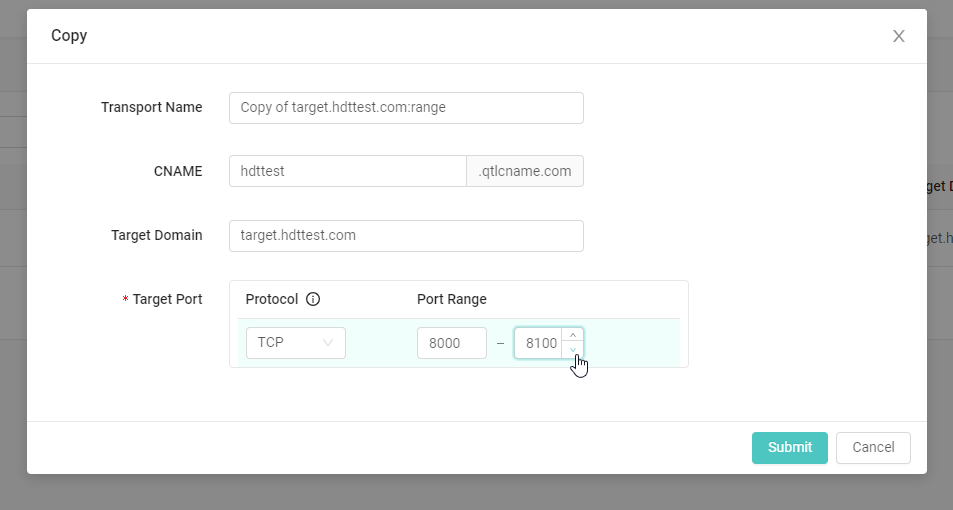 Copy
Transport Name Copy of target.hdttest.com:range
CNAME hdttest .qtlcname.com
get D
Target Domain target.hdttest.com
get.h
* Target Port Protocol Port Range
TCP 8000 – 8100
Submit Cancel